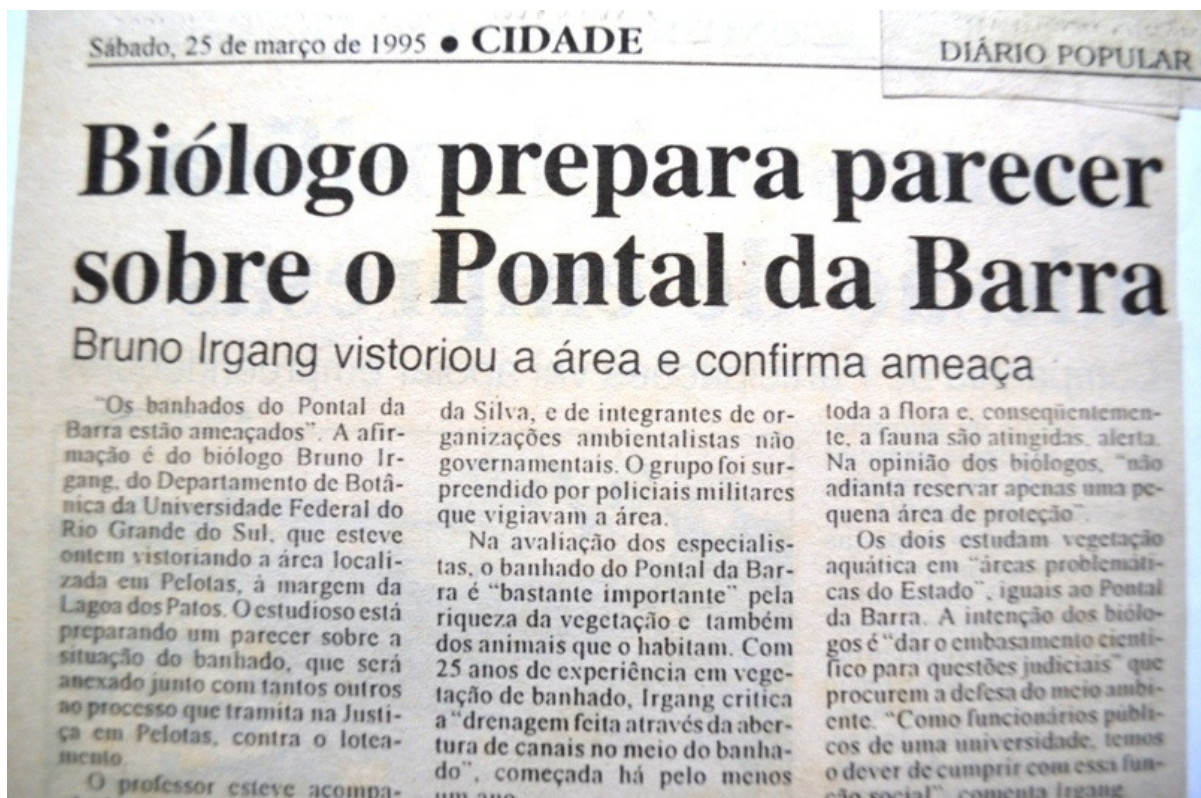 Sábado, 25 de março de 1995 ● CIDADE
DIÁRIO POPULAR
Biólogo prepara parecer
sobre o Pontal da Barra
Bruno Irgang vistoriou a área e confirma ameaça
"Os banhados do Pontal da
Barra estão ameaçados". A afir-
mação é do biólogo Bruno Ir-
gang, do Departamento de Botâ-
nica da Universidade Federal do
Rio Grande do Sul, que esteve
ontem vistoriando a área locali-
zada em Pelotas, à margem da
Lagoa dos Patos. O estudioso está
preparando um parecer sobre a
situação do banhado, que será
anexado junto com tantos outros
ao processo que tramita na Justi-
ça em Pelotas, contra o lotea-
mento.
O professor esteve acompa-
da Silva, e de integrantes de or-
ganizações ambientalistas não
governamentais. O grupo foi sur-
preendido por policiais militares
que vigiavam a área.
Na avaliação dos especialis-
tas, o banhado do Pontal da Bar-
ra é "bastante importante" pela
riqueza da vegetação e também
dos animais que o habitam. Com
25 anos de experiência em vege-
tação de banhado, Irgang critica
a "drenagem feita através da aber-
tura de canais no meio do banha-
do", começada há pelo menos
um ano.
toda a flora e, conseqüentemen-
te, a fauna são atingidas, alerta.
Na opinião dos biólogos, "não
adianta reservar apenas uma pe-
quena área de proteção".
Os dois estudam vegetação
aquática em "áreas problemáti-
cas do Estado", iguais ao Pontal
da Barra. A intenção dos biólo-
gos é "dar o embasamento cientí-
fico para questões judiciais" que
procurem a defesa do meio ambi-
ente. "Como funcionários públi-
cos de uma universidade, temos
o dever de cumprir com essa fun-
ção social", comenta Irgang.